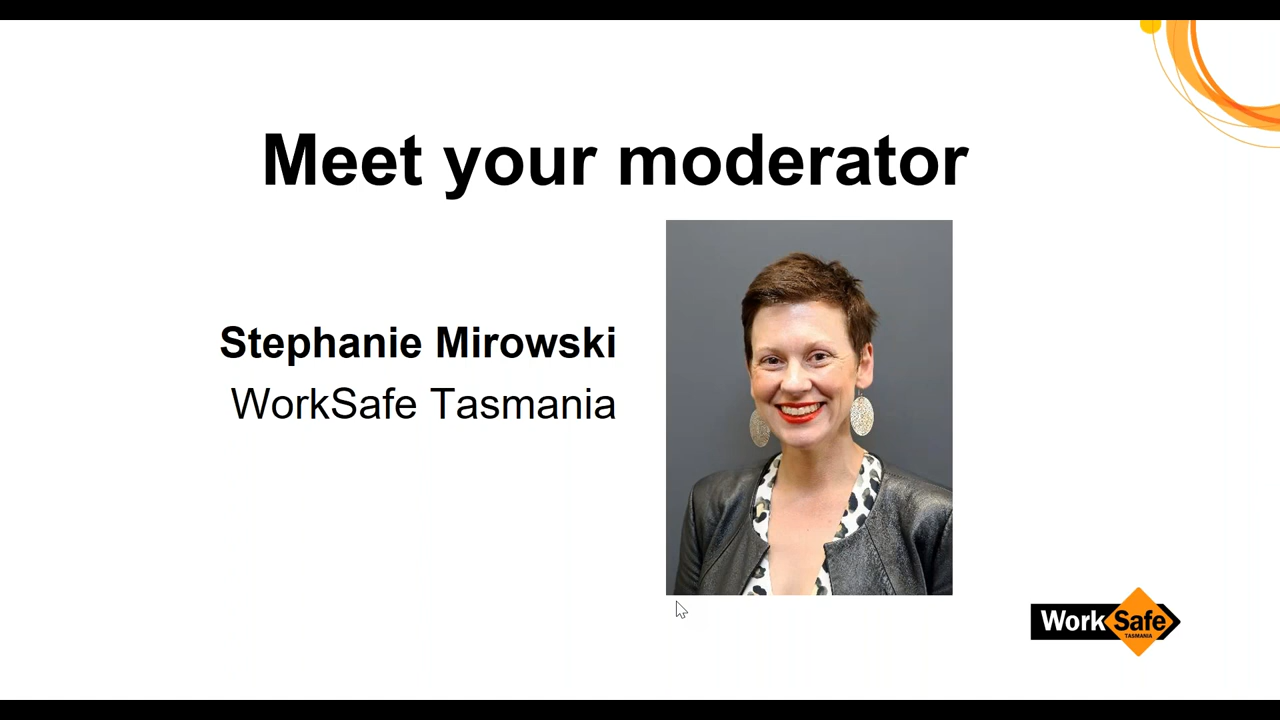 Meet your moderator
Stephanie Mirowski
WorkSafe Tasmania
WorkSafe
TASMANIA